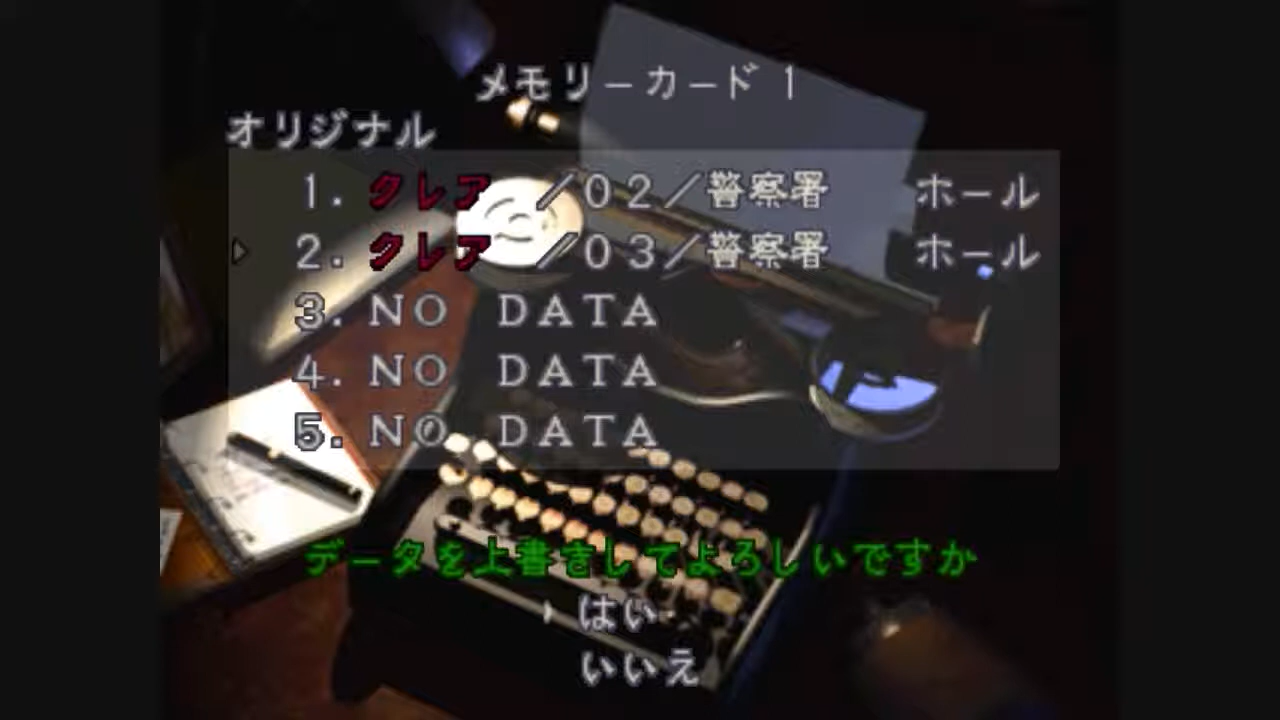 メモリーカード 1
オリジナル
1. クレア /02/警察署 ホール
2. クレア /03/警察署 ホール
3. NO DATA
4. NO DATA
5. NO DATA
データを上書きしてよろしいですか
はい
いいえ